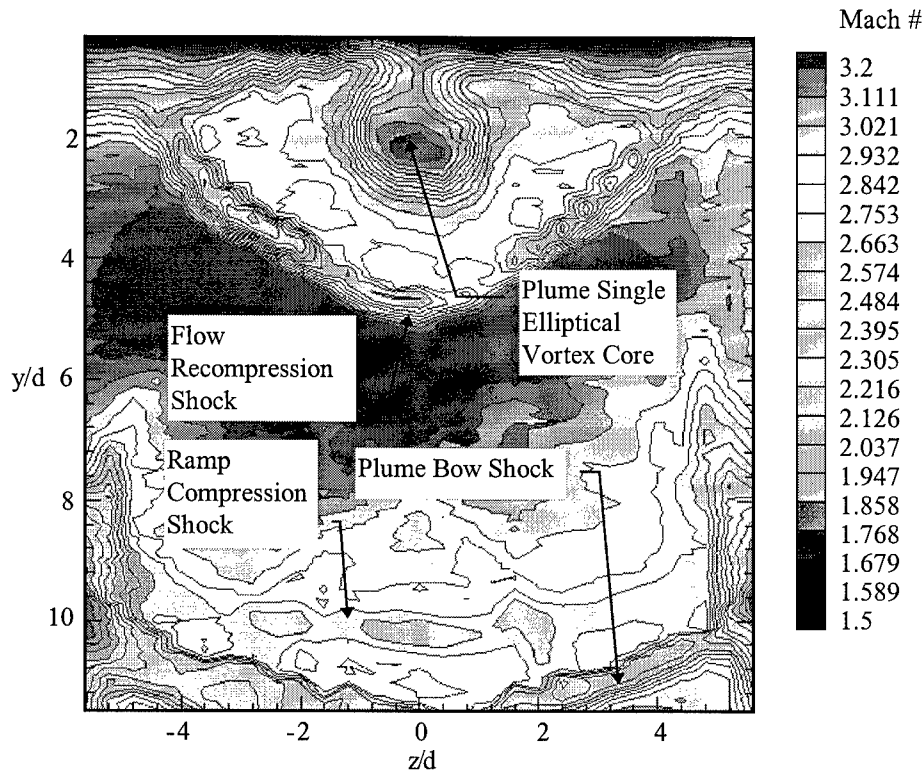 Mach #
3.2
3.111
3.021
2.932
2.842
2.753
2.663
2.574
2.484
2.395
2.305
2.216
2.126
2.037
1.947
1.858
1.768
1.679
1.589
1.5
2
4
6
8
10
y/d
Plume Single
Elliptical
Vortex Core
Flow
Recompression
Shock
Ramp
Compression
Shock
Plume Bow Shock
-4
-2
0
2
4
z/d